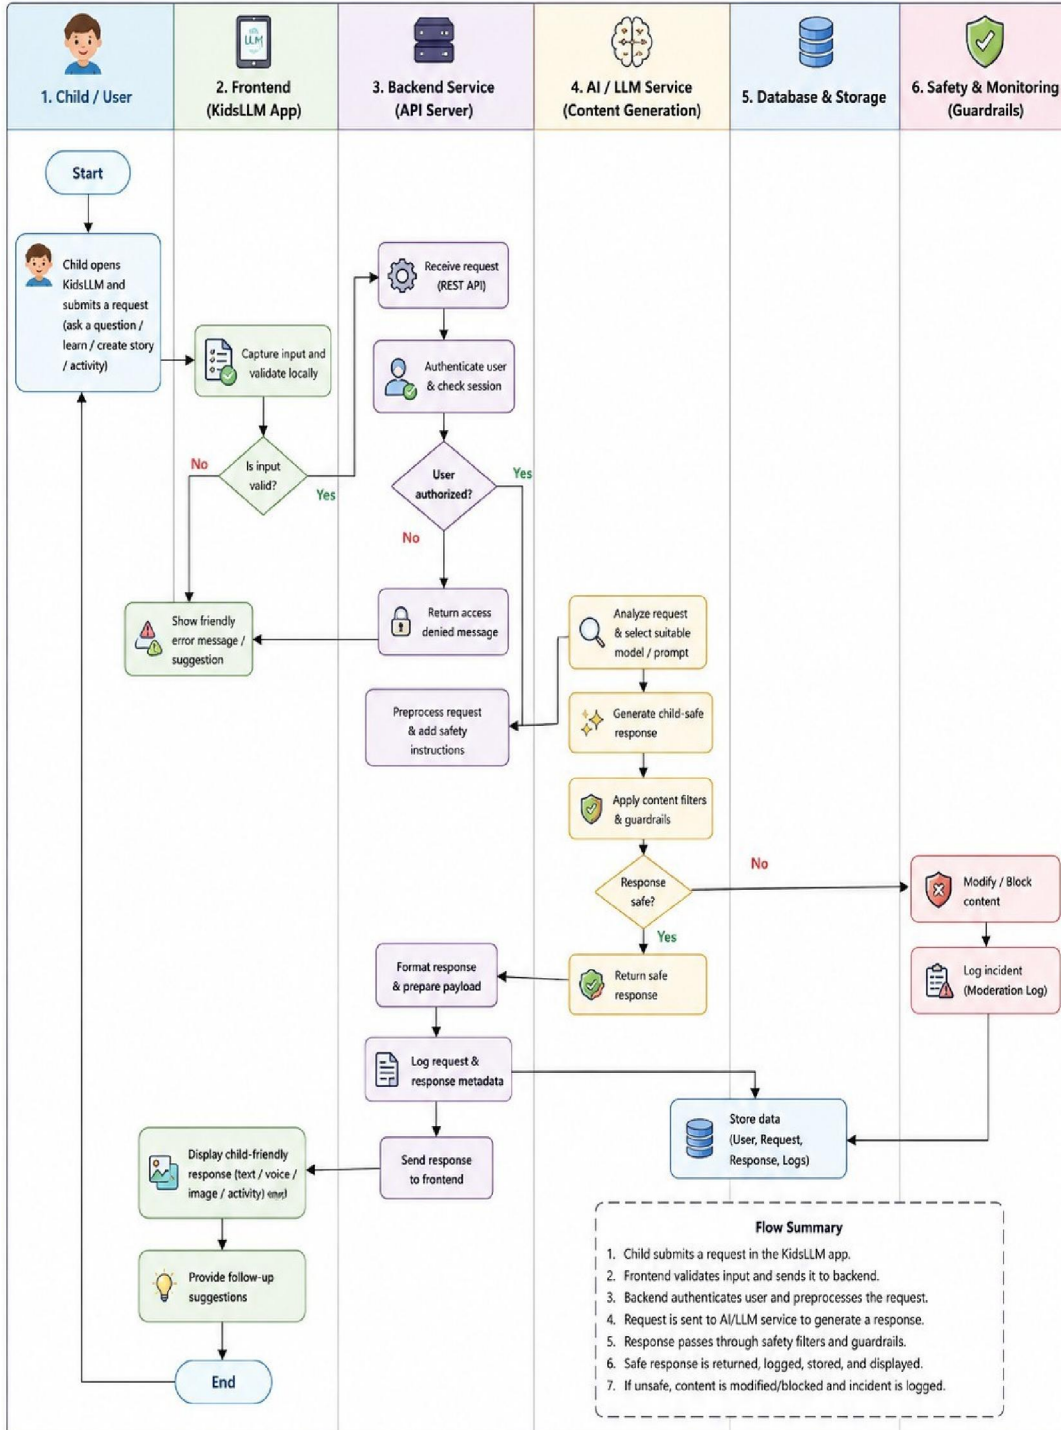 LLM
1. Child / User
2. Frontend
(KidsLLM App)
3. Backend Service
(API Server)
4. AI / LLM Service
(Content Generation)
5. Database & Storage
6. Safety & Monitoring
(Guardrails)
Start
Child opens
KidsLLM and
submits a request
(ask a question /
learn / create story
/ activity)
Capture input and
validate locally
Is input
valid?
No
Yes
Receive request
(REST API)
Authenticate user
& check session
User
authorized?
Yes
No
Return access
denied message
Show friendly
error message /
suggestion
Preprocess request
& add safety
instructions
Analyze request
& select suitable
model / prompt
Generate child-safe
response
Apply content filters
& guardrails
Response
safe?
No
Yes
Modify / Block
content
Log incident
(Moderation Log)
Return safe
response
Format response
& prepare payload
Log request &
response metadata
Store data
(User, Request,
Response, Logs)
Send response
to frontend
Display child-friendly
response (text / voice /
image / activity)
Provide follow-up
suggestions
End
Flow Summary
1. Child submits a request in the KidsLLM app.
2. Frontend validates input and sends it to backend.
3. Backend authenticates user and preprocesses the request.
4. Request is sent to AI/LLM service to generate a response.
5. Response passes through safety filters and guardrails.
6. Safe response is returned, logged, stored, and displayed.
7. If unsafe, content is modified/blocked and incident is logged.